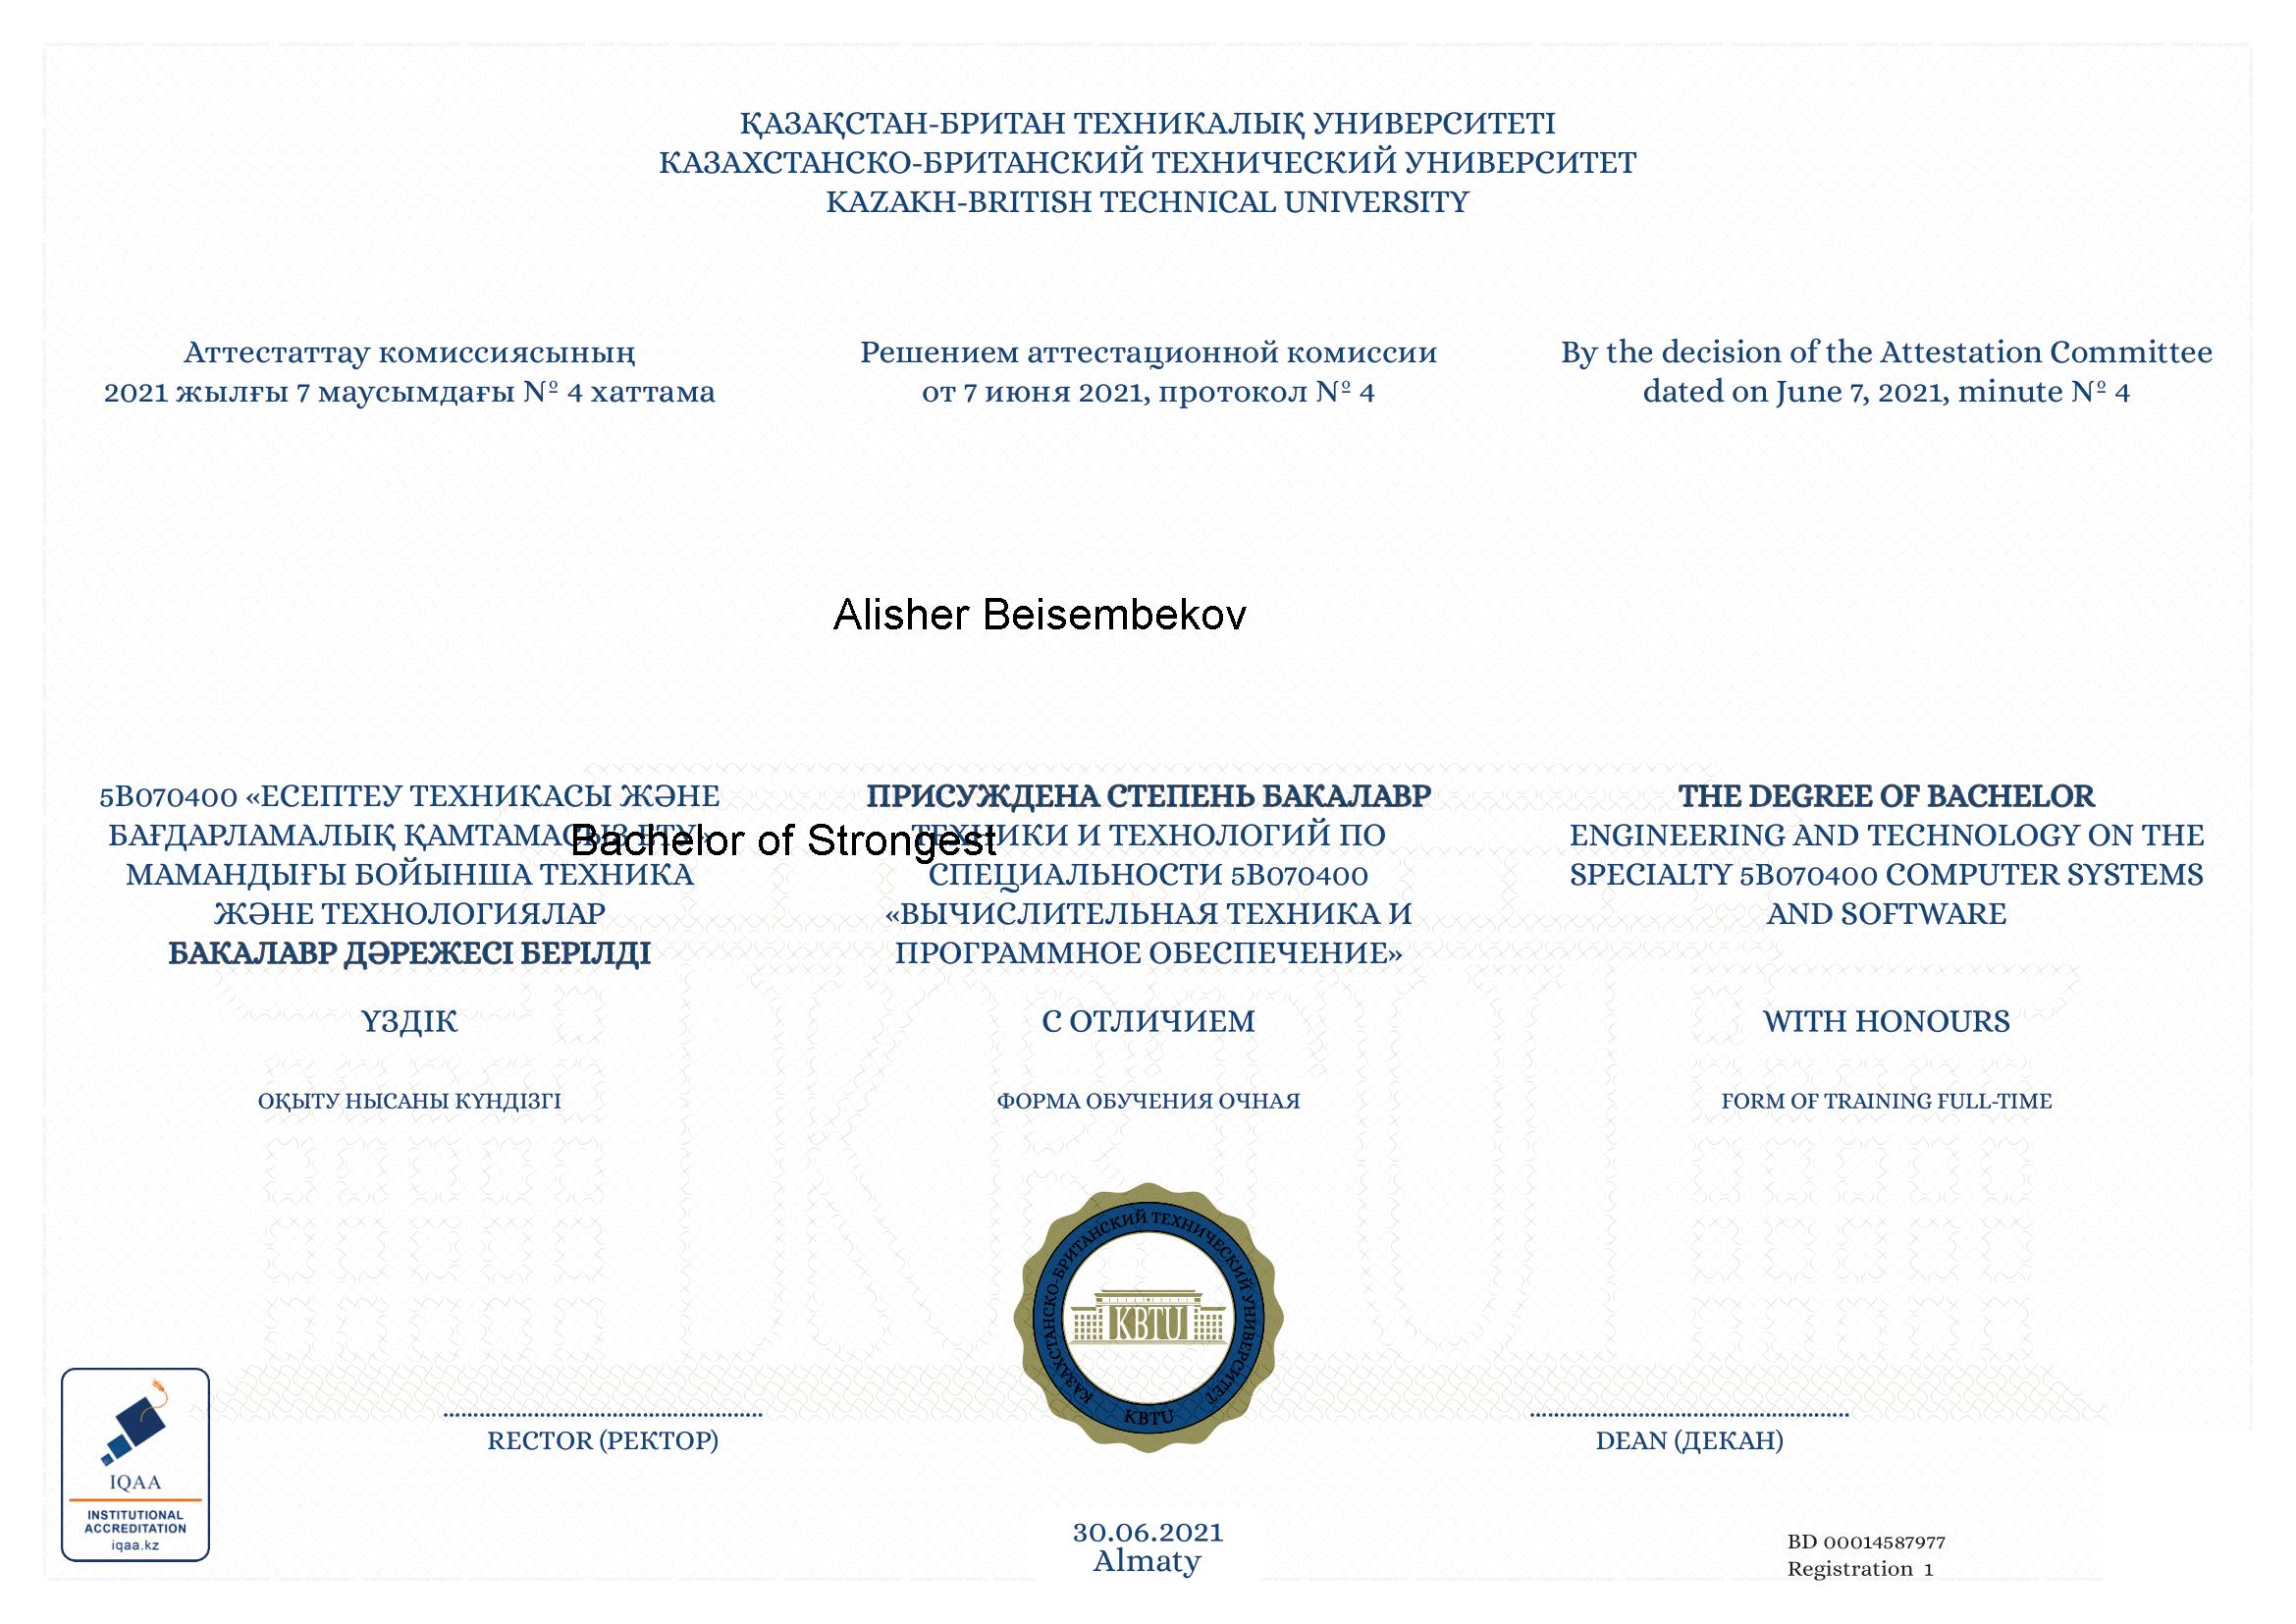 ҚАЗАҚСТАН-БРИТАН ТЕХНИКАЛЫҚ УНИВЕРСИТЕТІ
КАЗАХСТАНСКО-БРИТАНСКИЙ ТЕХНИЧЕСКИЙ УНИВЕРСИТЕТ
KAZAKH-BRITISH TECHNICAL UNIVERSITY
Аттестаттау комиссиясының
2021 жылғы 7 маусымдағы № 4 хаттама
Решением аттестационной комиссии
от 7 июня 2021, протокол № 4
By the decision of the Attestation Committee
dated on June 7, 2021, minute № 4
Alisher Beisembekov
5В070400 «ЕСЕПТЕУ ТЕХНИКАСЫ ЖӘНЕ
БАҒДАРЛАМАЛЫҚ ҚАМТАМАСЫЗ ЕТУ»
МАМАНДЫҒЫ БОЙЫНША ТЕХНИКА
ЖӘНЕ ТЕХНОЛОГИЯЛАР
БАКАЛАВР ДӘРЕЖЕСІ БЕРІЛДІ
Bachelor of Strongest
ПРИСУЖДЕНА СТЕПЕНЬ БАКАЛАВР
ТЕХНИКИ И ТЕХНОЛОГИЙ ПО
СПЕЦИАЛЬНОСТИ 5В070400
«ВЫЧИСЛИТЕЛЬНАЯ ТЕХНИКА И
ПРОГРАММНОЕ ОБЕСПЕЧЕНИЕ»
THE DEGREE OF BACHELOR
ENGINEERING AND TECHNOLOGY ON THE
SPECIALTY 5B070400 COMPUTER SYSTEMS
AND SOFTWARE
ҮЗДІК
С ОТЛИЧИЕМ
WITH HONOURS
ОҚЫТУ НЫСАНЫ КҮНДІЗГІ
ФОРМА ОБУЧЕНИЯ ОЧНАЯ
FORM OF TRAINING FULL-TIME
КАЗАХСТАНСКО-БРИТАНСКИЙ ТЕХНИЧЕСКИЙ УНИВЕРСИТЕТ
KBTU
KBTU
RECTOR (РЕКТОР)
DEAN (ДЕКАН)
IQAA
INSTITUTIONAL
ACCREDITATION
iqaa.kz
30.06.2021
Almaty
BD 00014587977
Registration 1